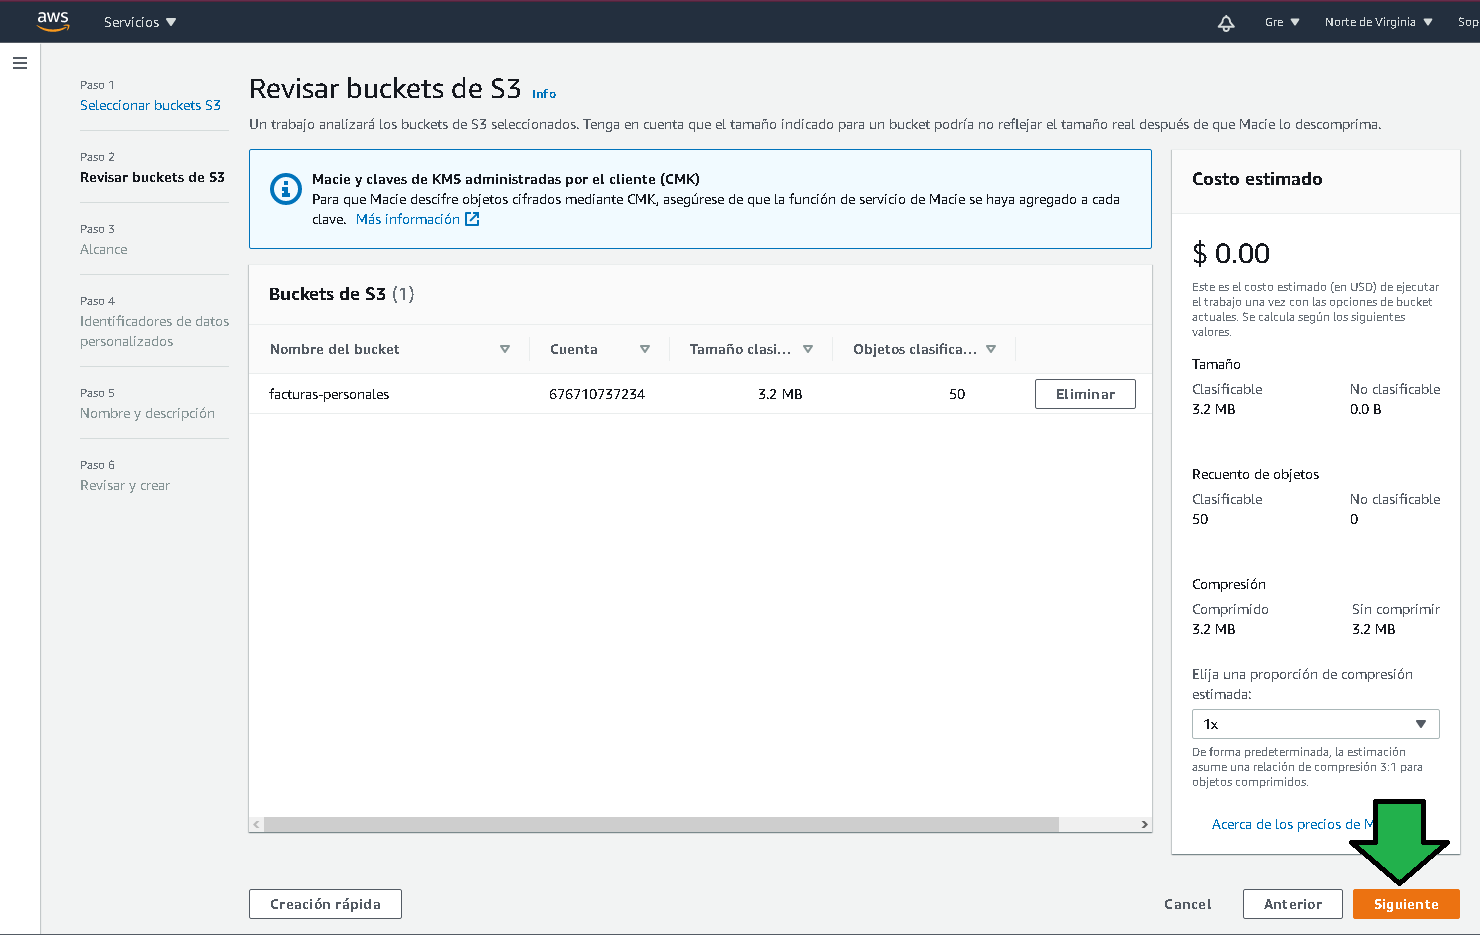 aws
Servicios
Gre
Norte de Virginia
Sop
Paso 1
Seleccionar buckets S3
Paso 2
Revisar buckets de S3
Paso 3
Alcance
Paso 4
Identificadores de datos
personalizados
Paso 5
Nombre y descripción
Paso 6
Revisar y crear
Revisar buckets de S3 Info
Un trabajo analizará los buckets de S3 seleccionados. Tenga en cuenta que el tamaño indicado para un bucket podría no reflejar el tamaño real después de que Macie lo descomprima.
Macie y claves de KMS administradas por el cliente (CMK)
Para que Macie descifre objetos cifrados mediante CMK, asegúrese de que la función de servicio de Macie se haya agregado a cada
clave. Más información
Buckets de S3 (1)
Nombre del bucket Cuenta Tamaño clasi... Objetos clasifica...
facturas-personales 676710737234 3.2 MB 50 Eliminar
Costo estimado
$ 0.00
Este es el costo estimado (en USD) de ejecutar
el trabajo una vez con las opciones de bucket
actuales. Se calcula según los siguientes
valores.
Tamaño
Clasificable No clasificable
3.2 MB 0.0 B
Recuento de objetos
Clasificable No clasificable
50 0
Compresión
Comprimido Sin comprimir
3.2 MB 3.2 MB
Elija una proporción de compresión
estimada:
1x
De forma predeterminada, la estimación
asume una relación de compresión 3:1 para
objetos comprimidos.
Acerca de los precios de M
Creación rápida
Cancel
Anterior
Siguiente